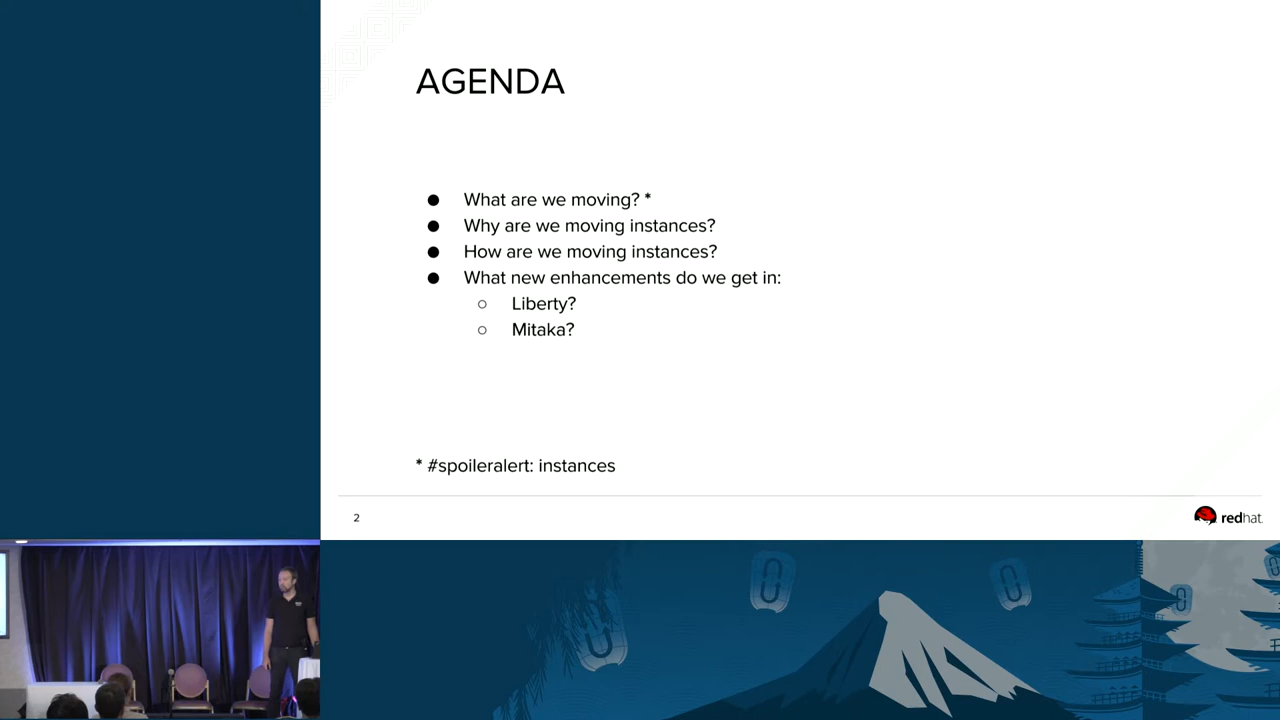 AGENDA
● What are we moving? *
● Why are we moving instances?
● How are we moving instances?
● What new enhancements do we get in:
○ Liberty?
○ Mitaka?
* #spoileralert: instances
2
redhat.